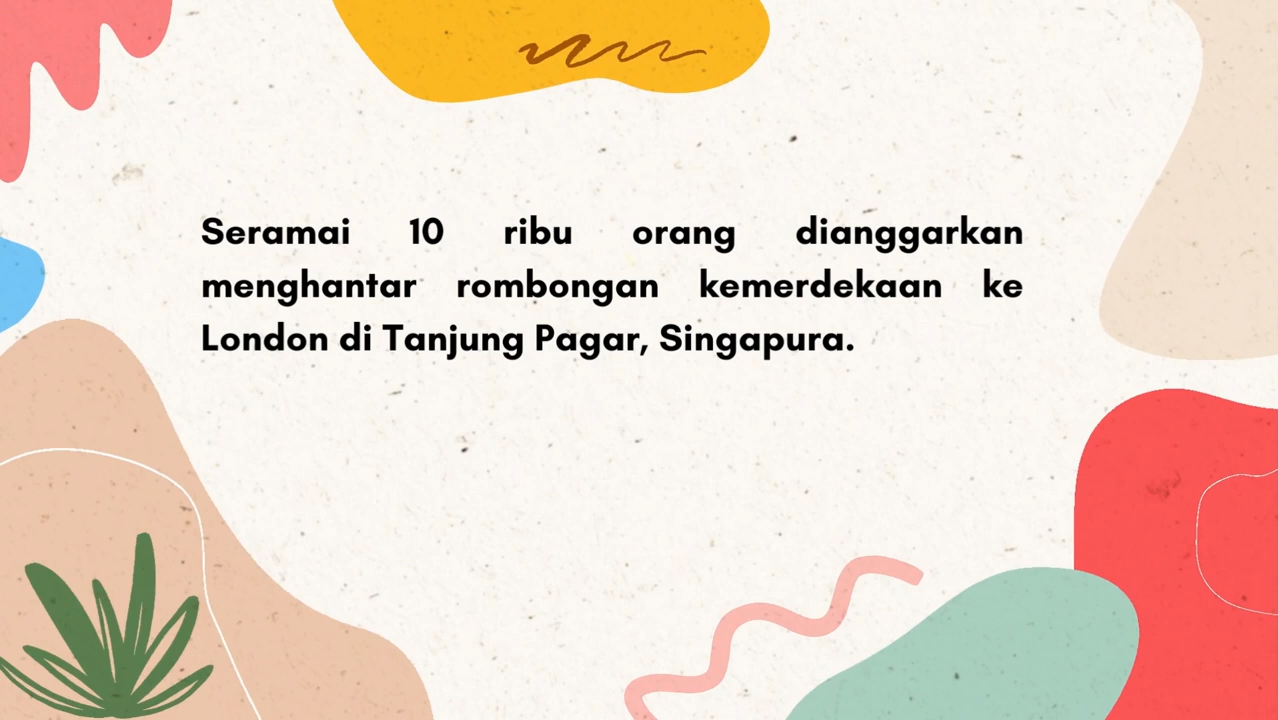 Seramai 10 ribu orang dianggarkan
menghantar rombongan kemerdekaan ke
London di Tanjung Pagar, Singapura.